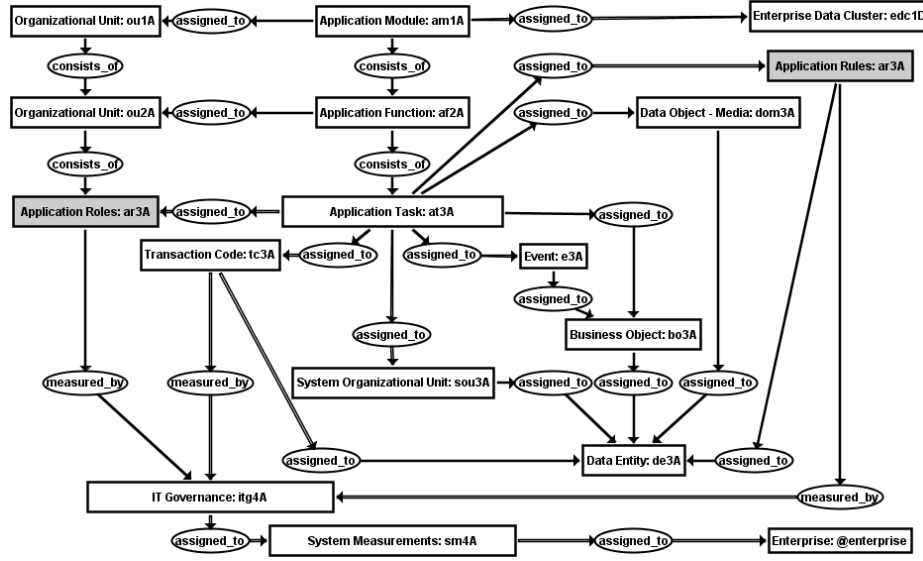 Organizational Unit: ou1A
assigned_to
Application Module: am1A
assigned_to
Enterprise Data Cluster: edc1D
consists_of
consists_of
assigned_to
Application Rules: ar3A
Organizational Unit: ou2A
assigned_to
Application Function: af2A
assigned_to
Data Object - Media: dom3A
consists_of
consists_of
Application Roles: ar3A
assigned_to
Application Task: at3A
assigned_to
Transaction Code: tc3A
assigned_to
assigned_to
Event: e3A
assigned_to
assigned_to
Business Object: bo3A
measured_by
measured_by
System Organizational Unit: sou3A
assigned_to
assigned_to
assigned_to
assigned_to
Data Entity: de3A
assigned_to
IT Governance: itg4A
measured_by
assigned_to
System Measurements: sm4A
assigned_to
Enterprise: @enterprise